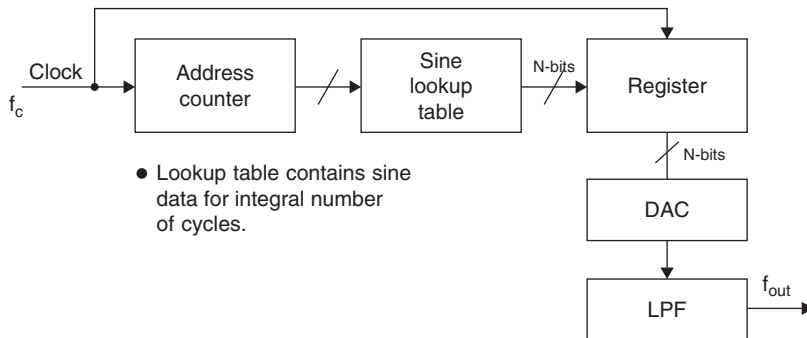 Clock
f_c
Address
counter
Sine
lookup
table
N-bits
Register
N-bits
● Lookup table contains sine
data for integral number
of cycles.
DAC
LPF
f_out